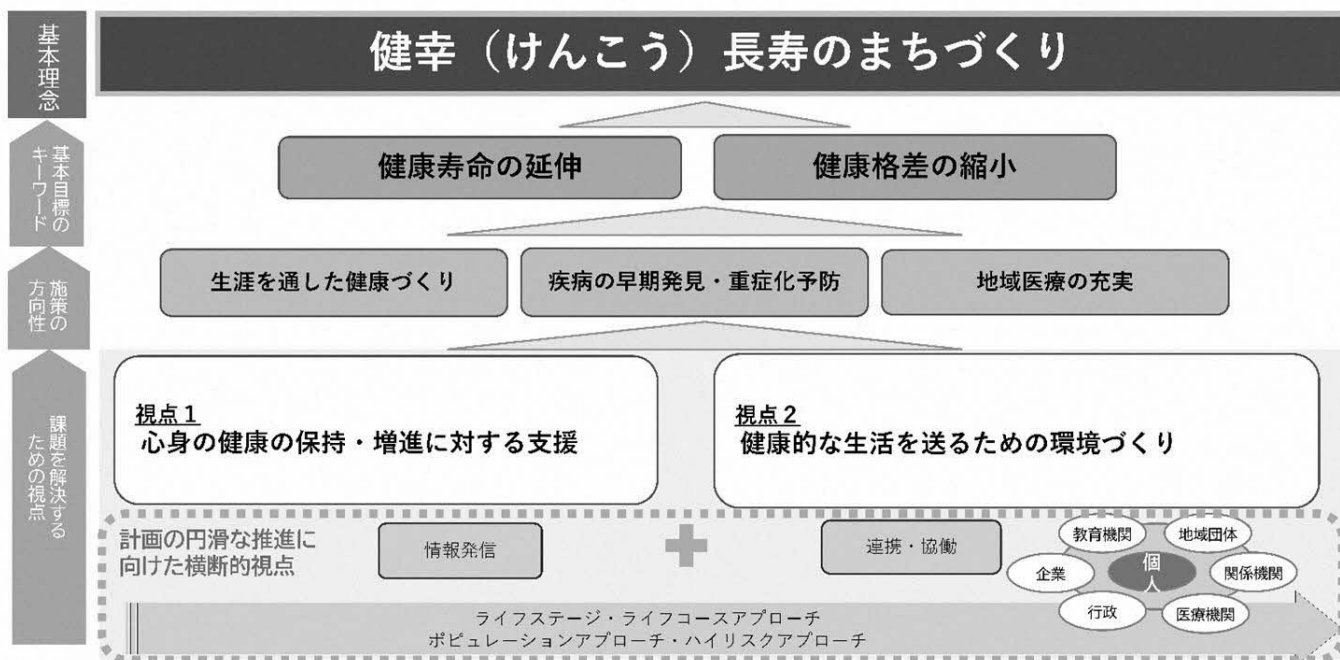 基本理念
健幸（けんこう）長寿のまちづくり
基本目標の
キーワード
健康寿命の延伸
健康格差の縮小
施策の
方向性
生涯を通した健康づくり
疾病の早期発見・重症化予防
地域医療の充実
課題を解決する
ための視点
視点１
心身の健康の保持・増進に対する支援
視点２
健康的な生活を送るための環境づくり
計画の円滑な推進に
向けた横断的視点
情報発信
連携・協働
教育機関
地域団体
企業
個人
関係機関
行政
医療機関
ライフステージ・ライフコースアプローチ
ポピュレーションアプローチ・ハイリスクアプローチ